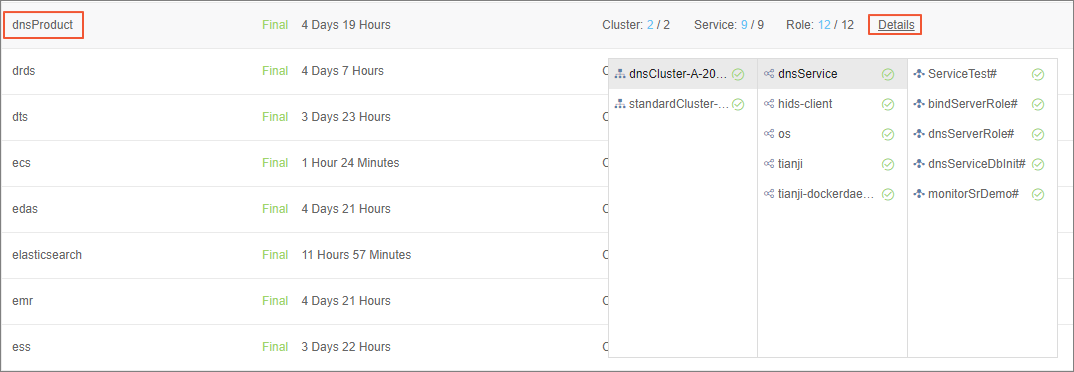 dnsProduct Final 4 Days 19 Hours Cluster: 2 / 2 Service: 9 / 9 Role: 12 / 12 Details
drds Final 4 Days 7 Hours C
dnsCluster-A-20... dnsService ServiceTest#
standardCluster-... hids-client bindServerRole#
dts Final 3 Days 23 Hours C
os dnsServerRole#
ecs Final 1 Hour 24 Minutes C
tianji dnsServiceDbInit#
tianji-dockerdae... monitorSrDemo#
edas Final 4 Days 21 Hours C
elasticsearch Final 11 Hours 57 Minutes C
emr Final 4 Days 21 Hours C
ess Final 3 Days 22 Hours C